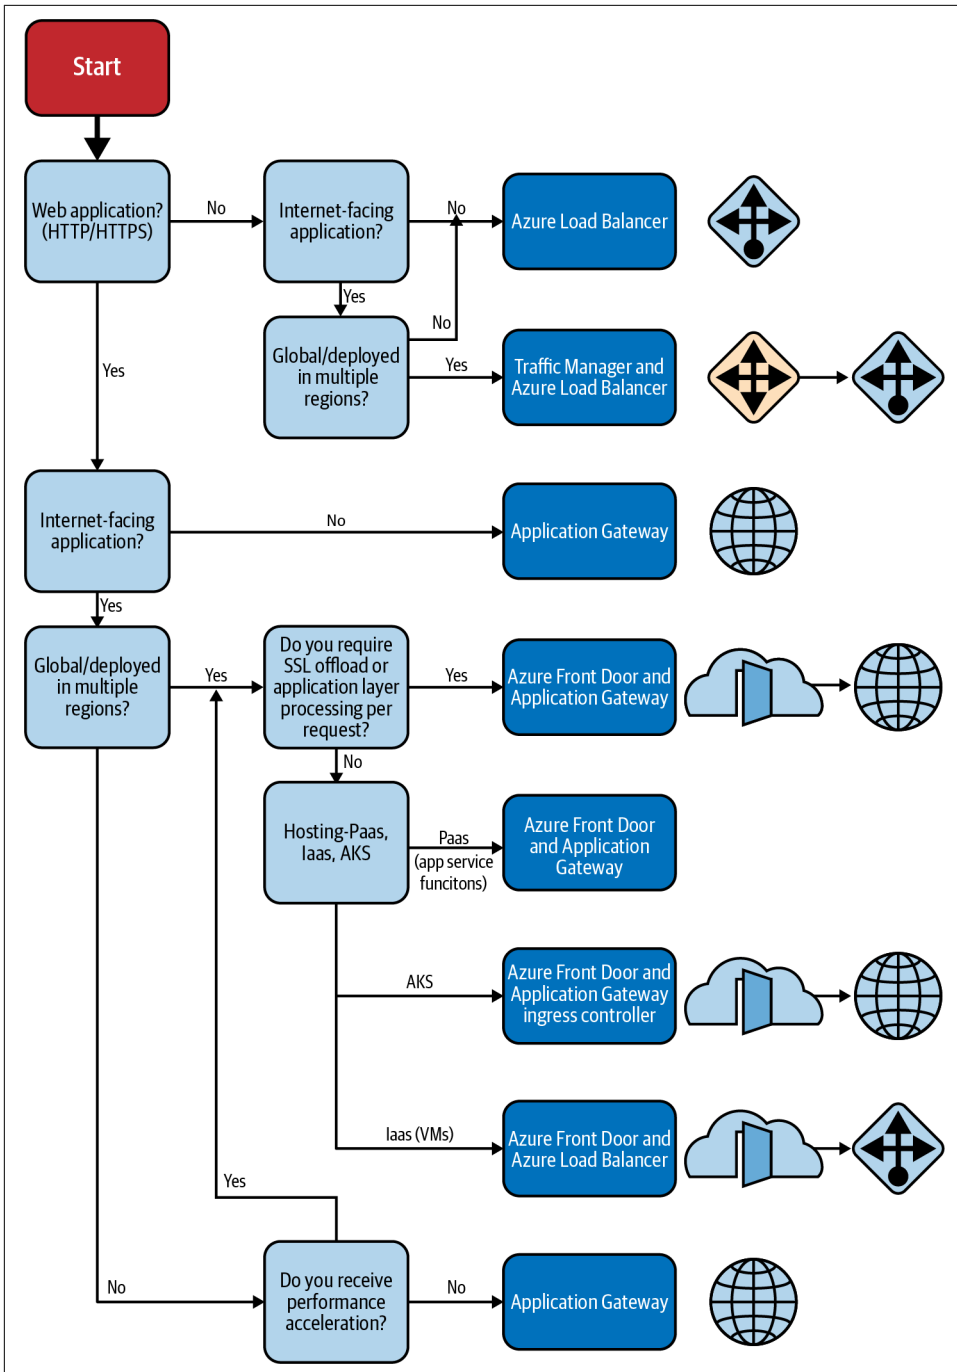 Start
Web application?
(HTTP/HTTPS)
No
Internet-facing
application?
No
Azure Load Balancer
Yes
No
Global/deployed
in multiple
regions?
Yes
Traffic Manager and
Azure Load Balancer
Yes
Internet-facing
application?
No
Application Gateway
Yes
Global/deployed
in multiple
regions?
Yes
Do you require
SSL offload or
application layer
processing per
request?
Yes
Azure Front Door and
Application Gateway
No
Hosting-Paas,
Iaas, AKS
Paas
(app service
funcitons)
Azure Front Door
and Application
Gateway
AKS
Azure Front Door and
Application Gateway
ingress controller
Iaas (VMs)
Azure Front Door and
Azure Load Balancer
Yes
No
Do you receive
performance
acceleration?
No
Application Gateway